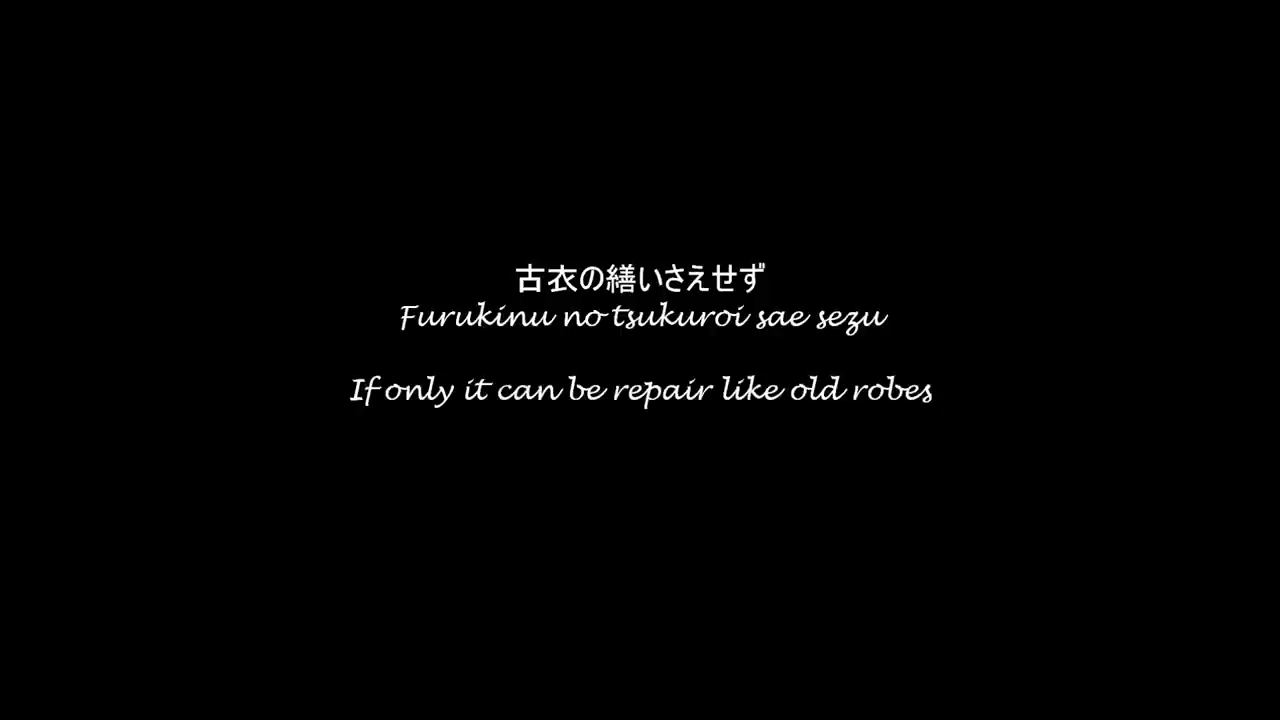 古衣の繕いさえせず
Furukinu no tsukuroi sae sezu
If only it can be repair like old robes